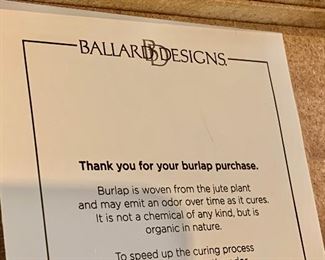 BALLARD DESIGNS.
Thank you for your burlap purchase.
Burlap is woven from the jute plant
and may emit an odor over time as it cures.
It is not a chemical of any kind, but is
organic in nature.
To speed up the curing process